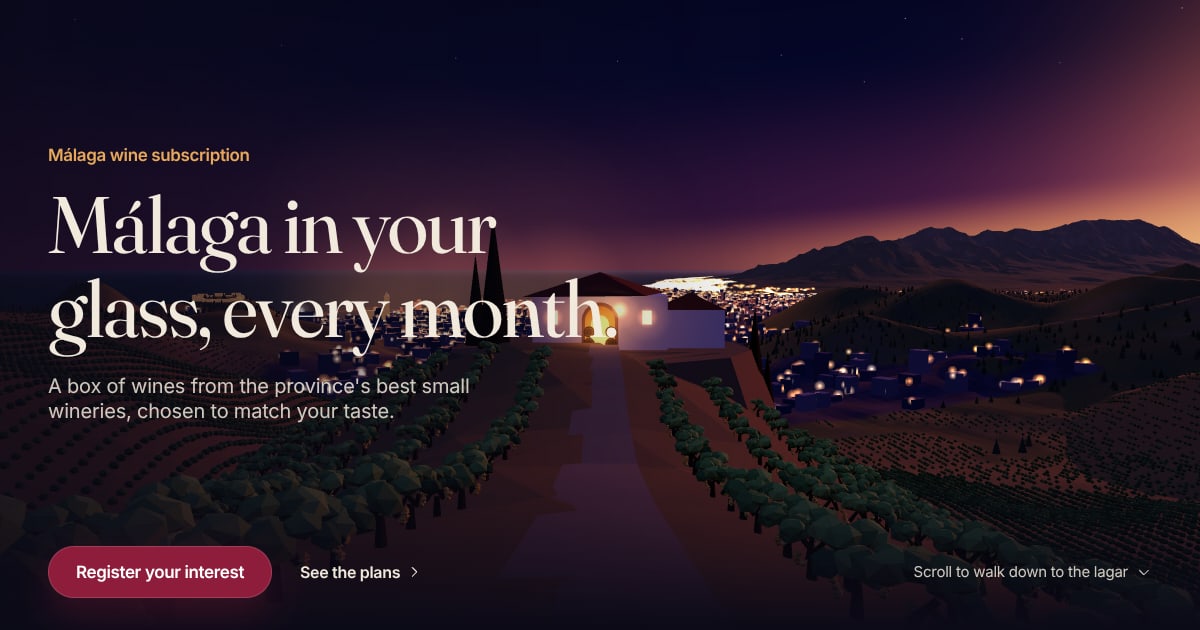 Málaga wine subscription
Málaga in your
glass, every month.
A box of wines from the province's best small
wineries, chosen to match your taste.
Register your interest
See the plans
Scroll to walk down to the lagar